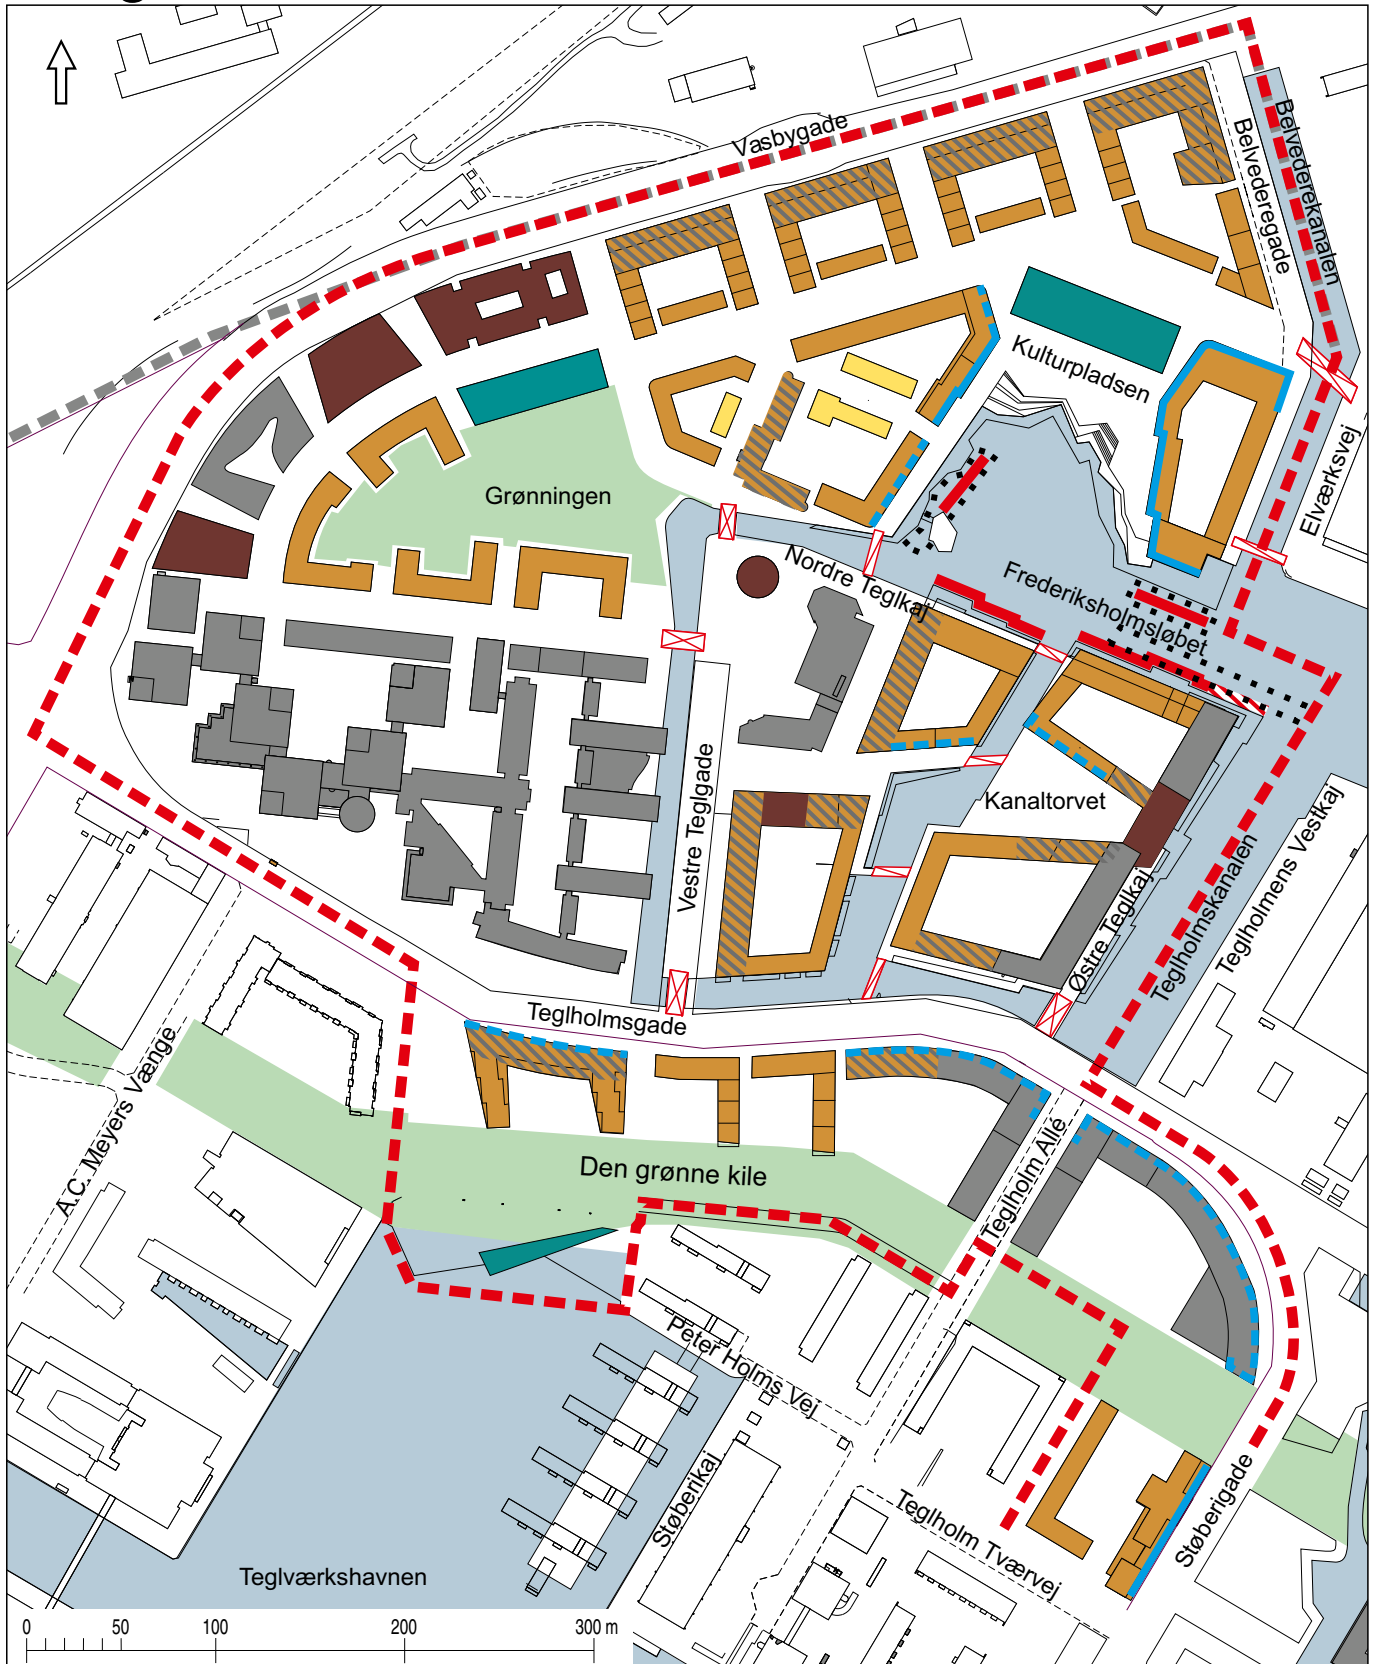 Vasbygade
Belvederegade
Belvederekanalen
Kulturpladsen
Grønningen
Elværksvej
Nordre Teglkaj
Frederiksholmsløbet
Vestre Teglgade
Kanaltorvet
Østre Teglkaj
Teglholmskanalen
Teglholmens Vestkaj
Teglholmsgade
A.C. Meyers Vænge
Den grønne kile
Teglholm Allé
Peter Holms Vej
Støberikaj
Teglholm Tværvej
Støberigade
Teglværkshavnen
0 50 100 200 300 m